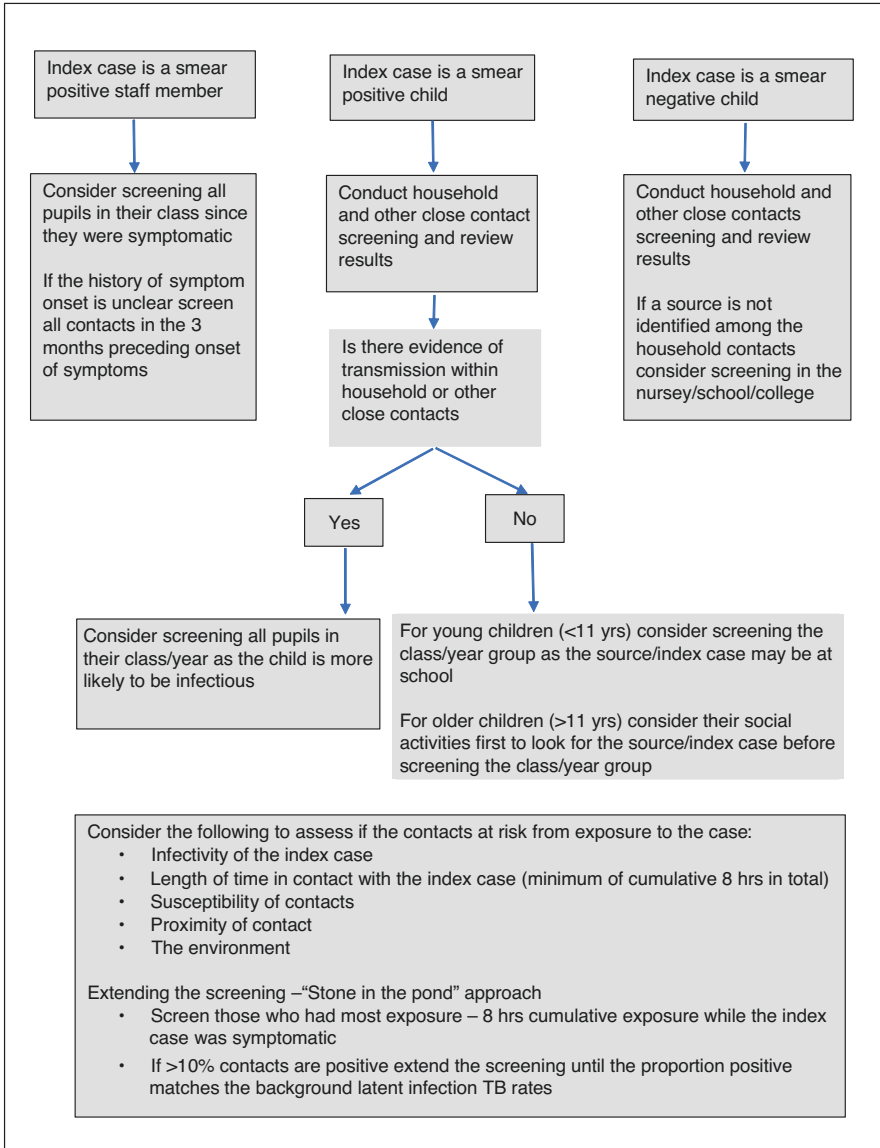 Index case is a smear
positive staff member
Index case is a smear
positive child
Index case is a smear
negative child
Consider screening all
pupils in their class since
they were symptomatic
If the history of symptom
onset is unclear screen
all contacts in the 3
months preceding onset
of symptoms
Conduct household
and other close contact
screening and review
results
Conduct household and
other close contacts
screening and review
results
If a source is not
identified among the
household contacts
consider screening in the
nursey/school/college
Is there evidence of
transmission within
household or other
close contacts
Yes
No
Consider screening all pupils in
their class/year as the child is more
likely to be infectious
For young children (<11 yrs) consider screening the
class/year group as the source/index case may be at
school
For older children (>11 yrs) consider their social
activities first to look for the source/index case before
screening the class/year group
Consider the following to assess if the contacts at risk from exposure to the case:
• Infectivity of the index case
• Length of time in contact with the index case (minimum of cumulative 8 hrs in total)
• Susceptibility of contacts
• Proximity of contact
• The environment
Extending the screening –“Stone in the pond” approach
• Screen those who had most exposure – 8 hrs cumulative exposure while the index
case was symptomatic
• If >10% contacts are positive extend the screening until the proportion positive
matches the background latent infection TB rates